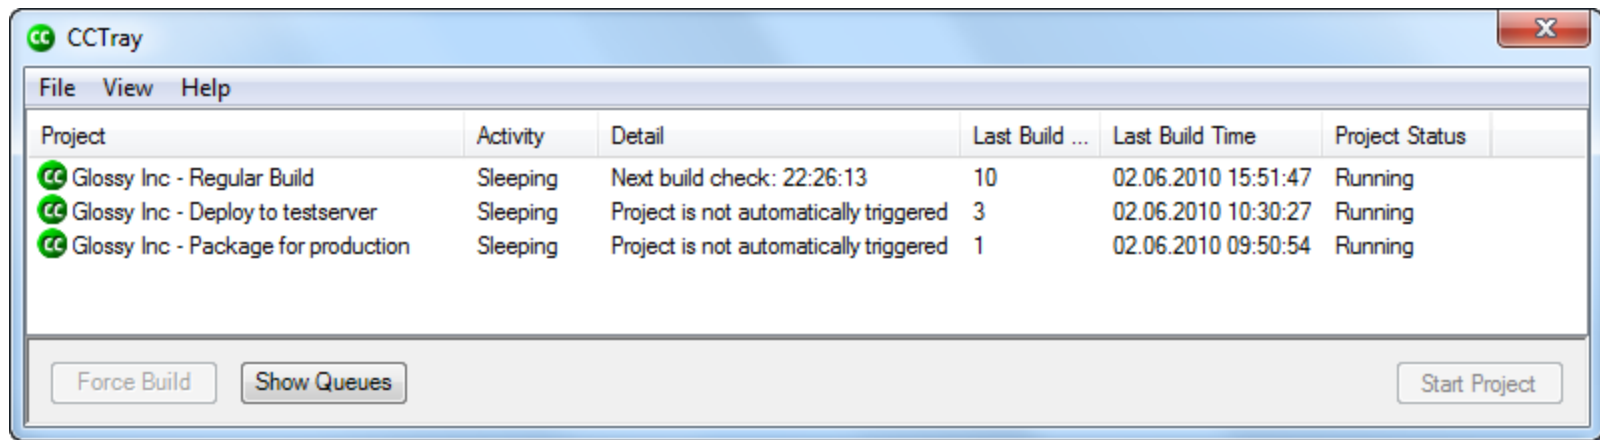 CC CCTray X
File View Help
Project Activity Detail Last Build ... Last Build Time Project Status
CC Glossy Inc - Regular Build Sleeping Next build check: 22:26:13 10 02.06.2010 15:51:47 Running
CC Glossy Inc - Deploy to testserver Sleeping Project is not automatically triggered 3 02.06.2010 10:30:27 Running
CC Glossy Inc - Package for production Sleeping Project is not automatically triggered 1 02.06.2010 09:50:54 Running
Force Build Show Queues Start Project